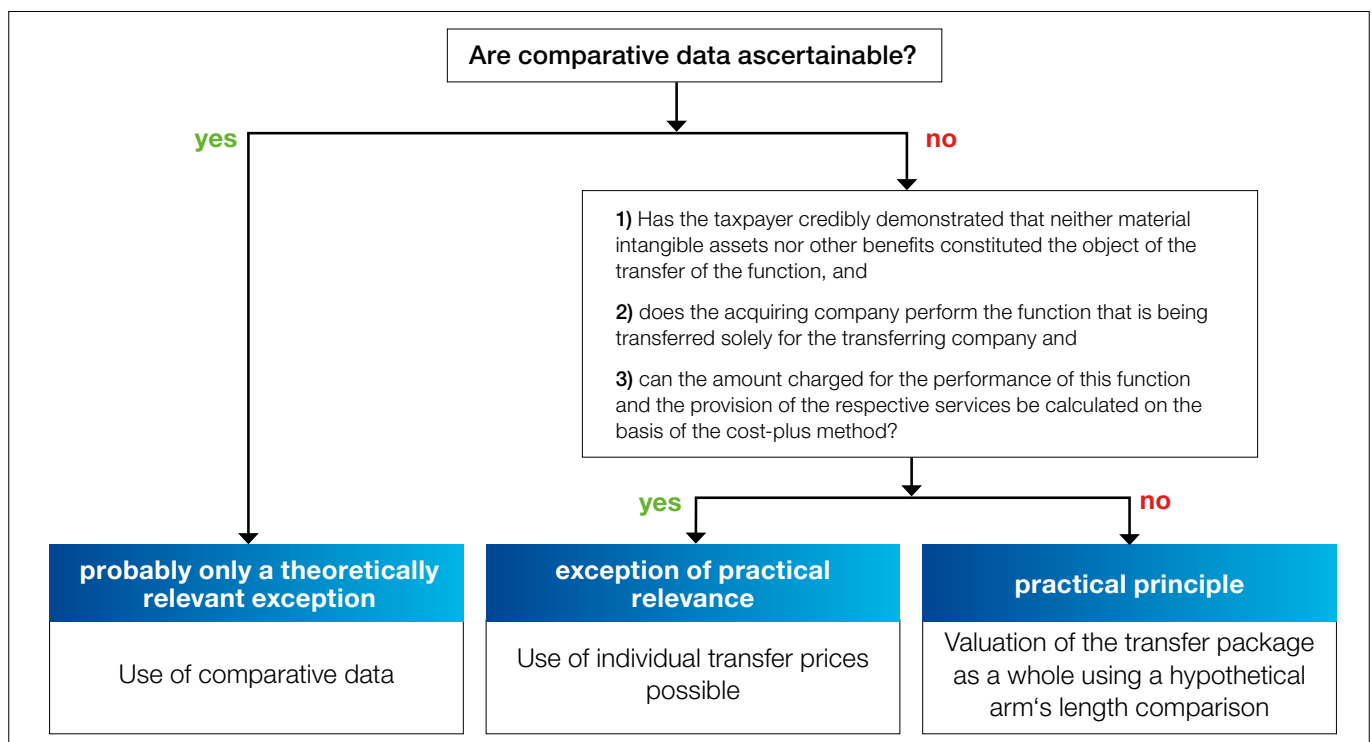 Are comparative data ascertainable?
yes
no
1) Has the taxpayer credibly demonstrated that neither material
intangible assets nor other benefits constituted the object of the
transfer of the function, and
2) does the acquiring company perform the function that is being
transferred solely for the transferring company and
3) can the amount charged for the performance of this function
and the provision of the respective services be calculated on the
basis of the cost-plus method?
yes
no
probably only a theoretically
relevant exception
Use of comparative data
exception of practical
relevance
Use of individual transfer prices
possible
practical principle
Valuation of the transfer package
as a whole using a hypothetical
arm‘s length comparison